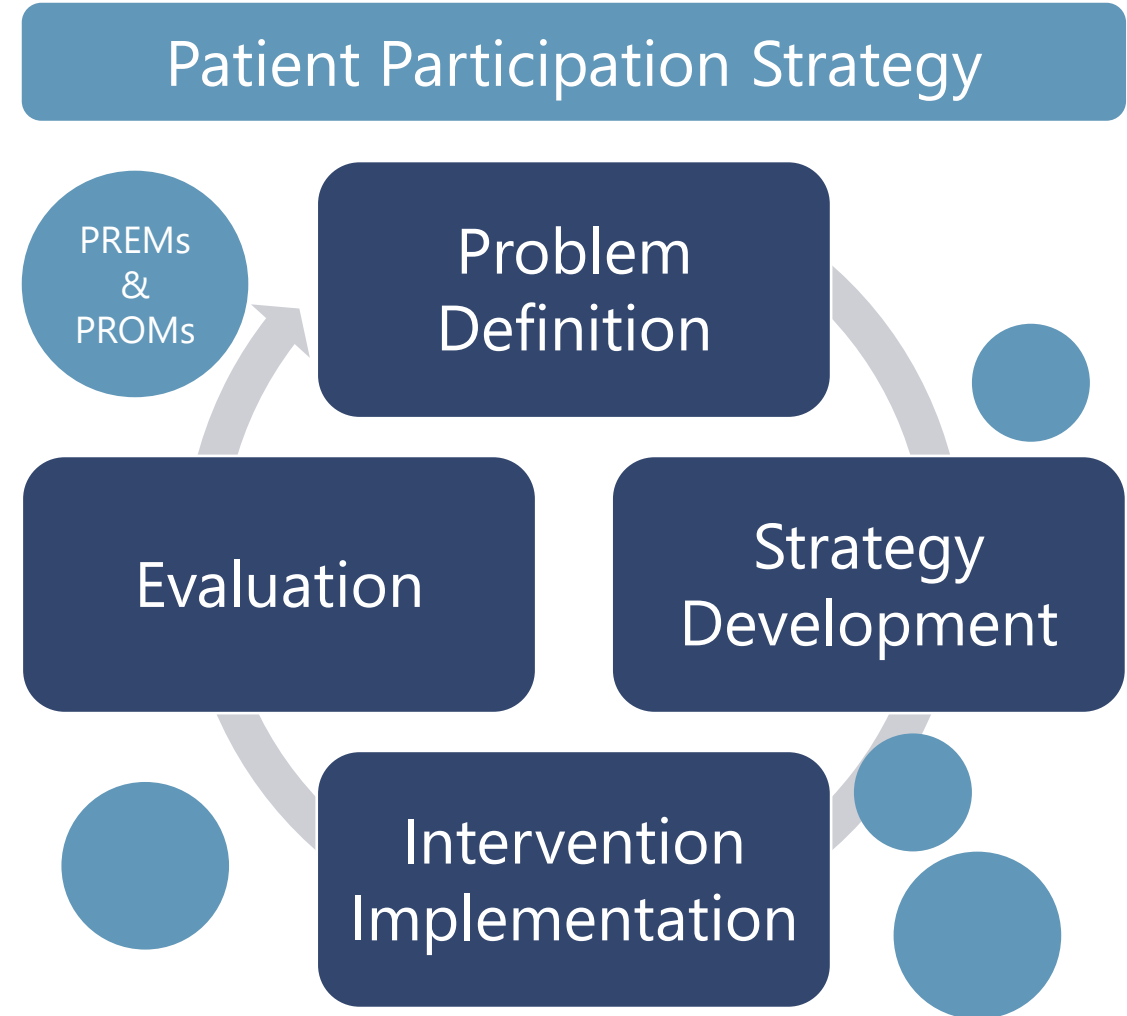 Patient Participation Strategy
PREMs
&
PROMs
Problem
Definition
Strategy
Development
Evaluation
Intervention
Implementation